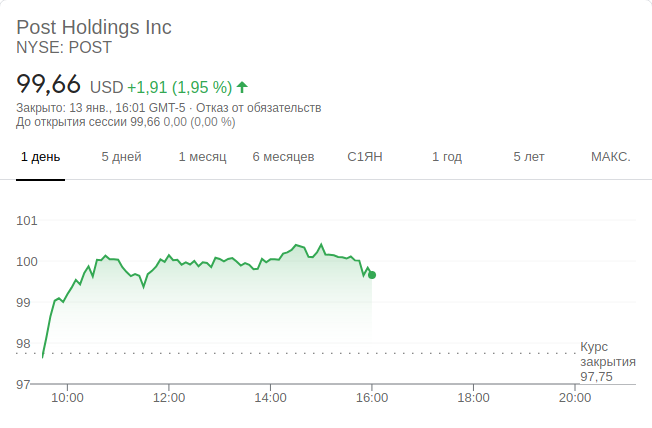 Post Holdings Inc
NYSE: POST
99,66 USD +1,91 (1,95 %)
Закрыто: 13 янв., 16:01 GMT-5 · Отказ от обязательств
До открытия сессии 99,66 0,00 (0,00 %)
1 день 5 дней 1 месяц 6 месяцев С1ЯН 1 год 5 лет МАКС.
101
100
99
98
97
Курс
закрытия
97,75
10:00 12:00 14:00 16:00 18:00 20:00